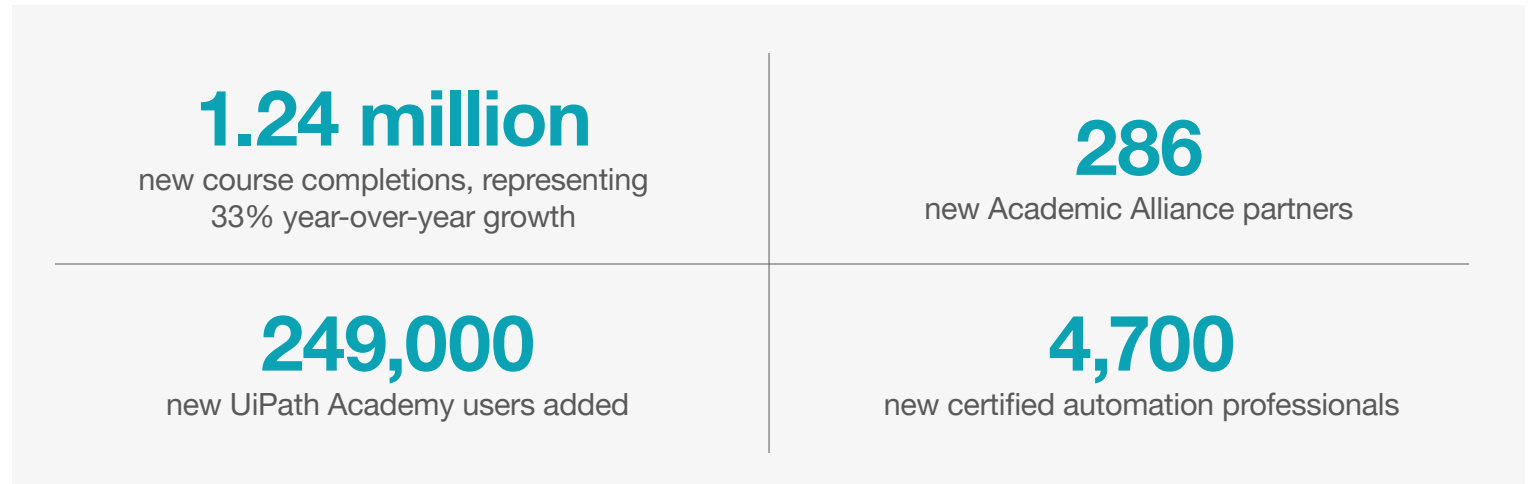 1.24 million
new course completions, representing
33% year-over-year growth
286
new Academic Alliance partners
249,000
new UiPath Academy users added
4,700
new certified automation professionals